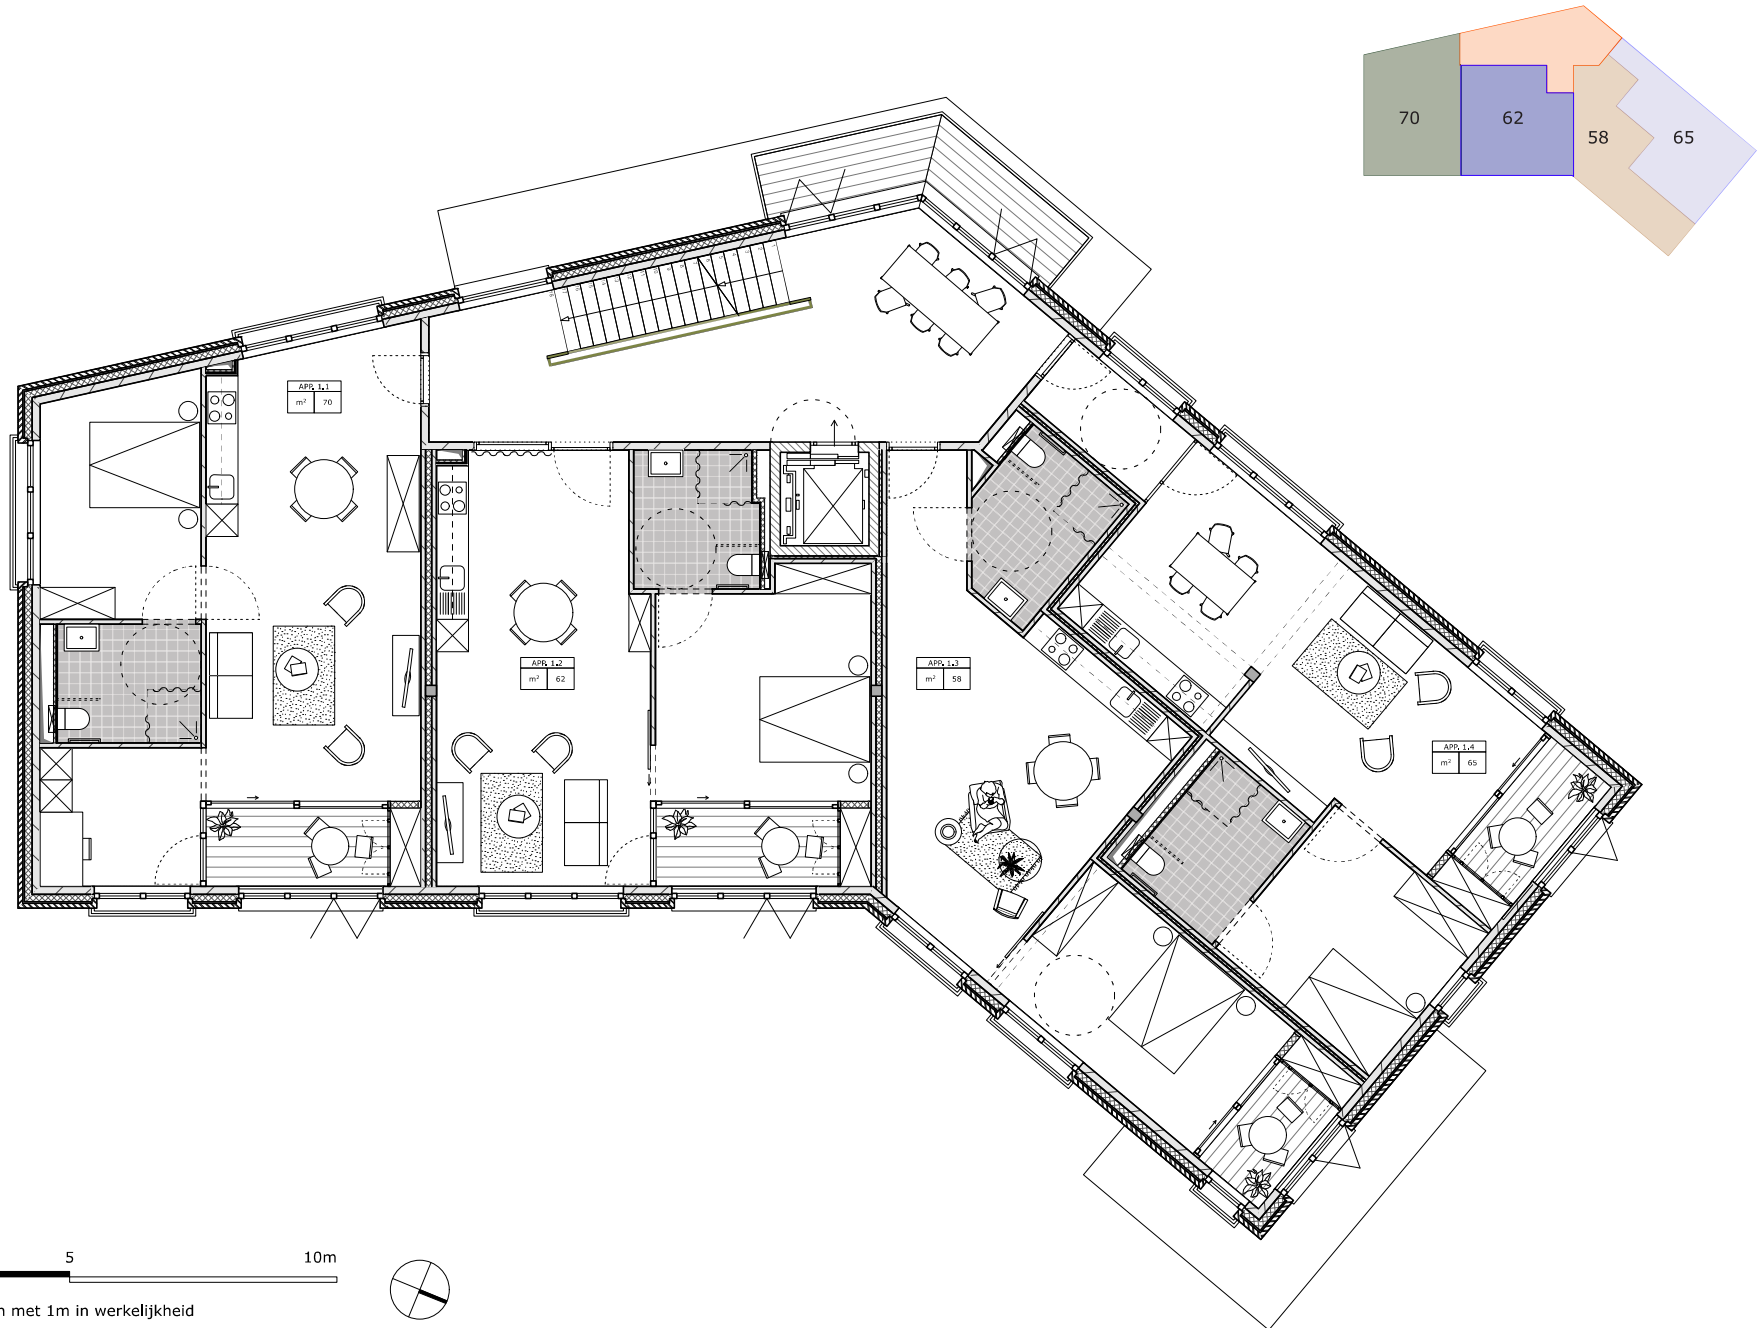 70
62
58
65
APP. 1.1
m² 70
APP. 1.2
m² 62
APP. 1.3
m² 58
APP. 1.4
m² 65
5 10m
met 1m in werkelijkheid